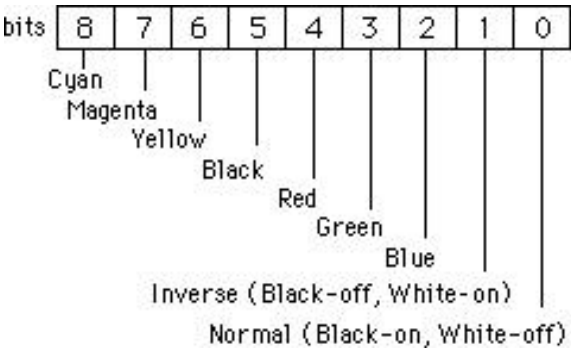 bits 8 7 6 5 4 3 2 1 0
Cyan
Magenta
Yellow
Black
Red
Green
Blue
Inverse (Black-off, White-on)
Normal (Black-on, White-off)